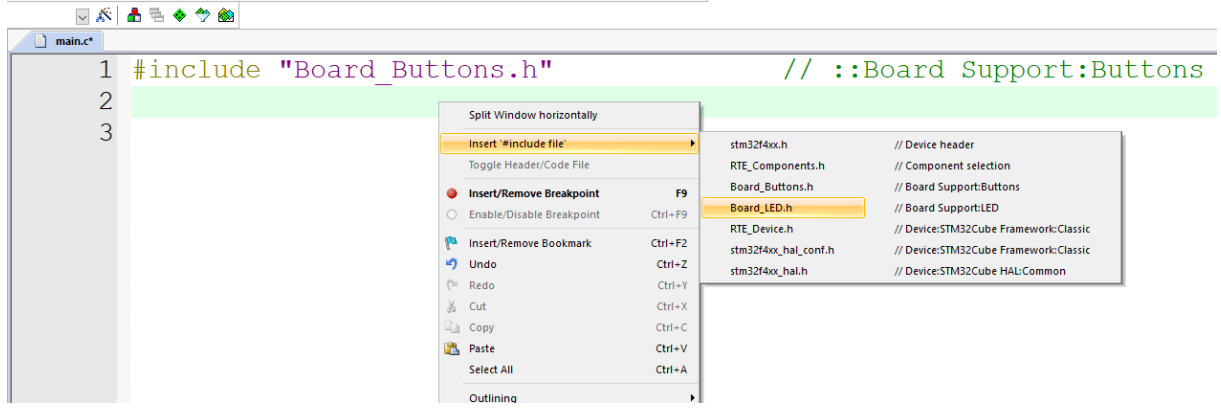 main.c*
1 #include "Board_Buttons.h" // ::Board Support:Buttons
2
3
Split Window horizontally
Insert '#include file'
Toggle Header/Code File
Insert/Remove Breakpoint F9
Enable/Disable Breakpoint Ctrl+F9
Insert/Remove Bookmark Ctrl+F2
Undo Ctrl+Z
Redo Ctrl+Y
Cut Ctrl+X
Copy Ctrl+C
Paste Ctrl+V
Select All Ctrl+A
Outlining
stm32f4xx.h // Device header
RTE_Components.h // Component selection
Board_Buttons.h // Board Support:Buttons
Board_LED.h // Board Support:LED
RTE_Device.h // Device:STM32Cube Framework:Classic
stm32f4xx_hal_conf.h // Device:STM32Cube Framework:Classic
stm32f4xx_hal.h // Device:STM32Cube HAL:Common